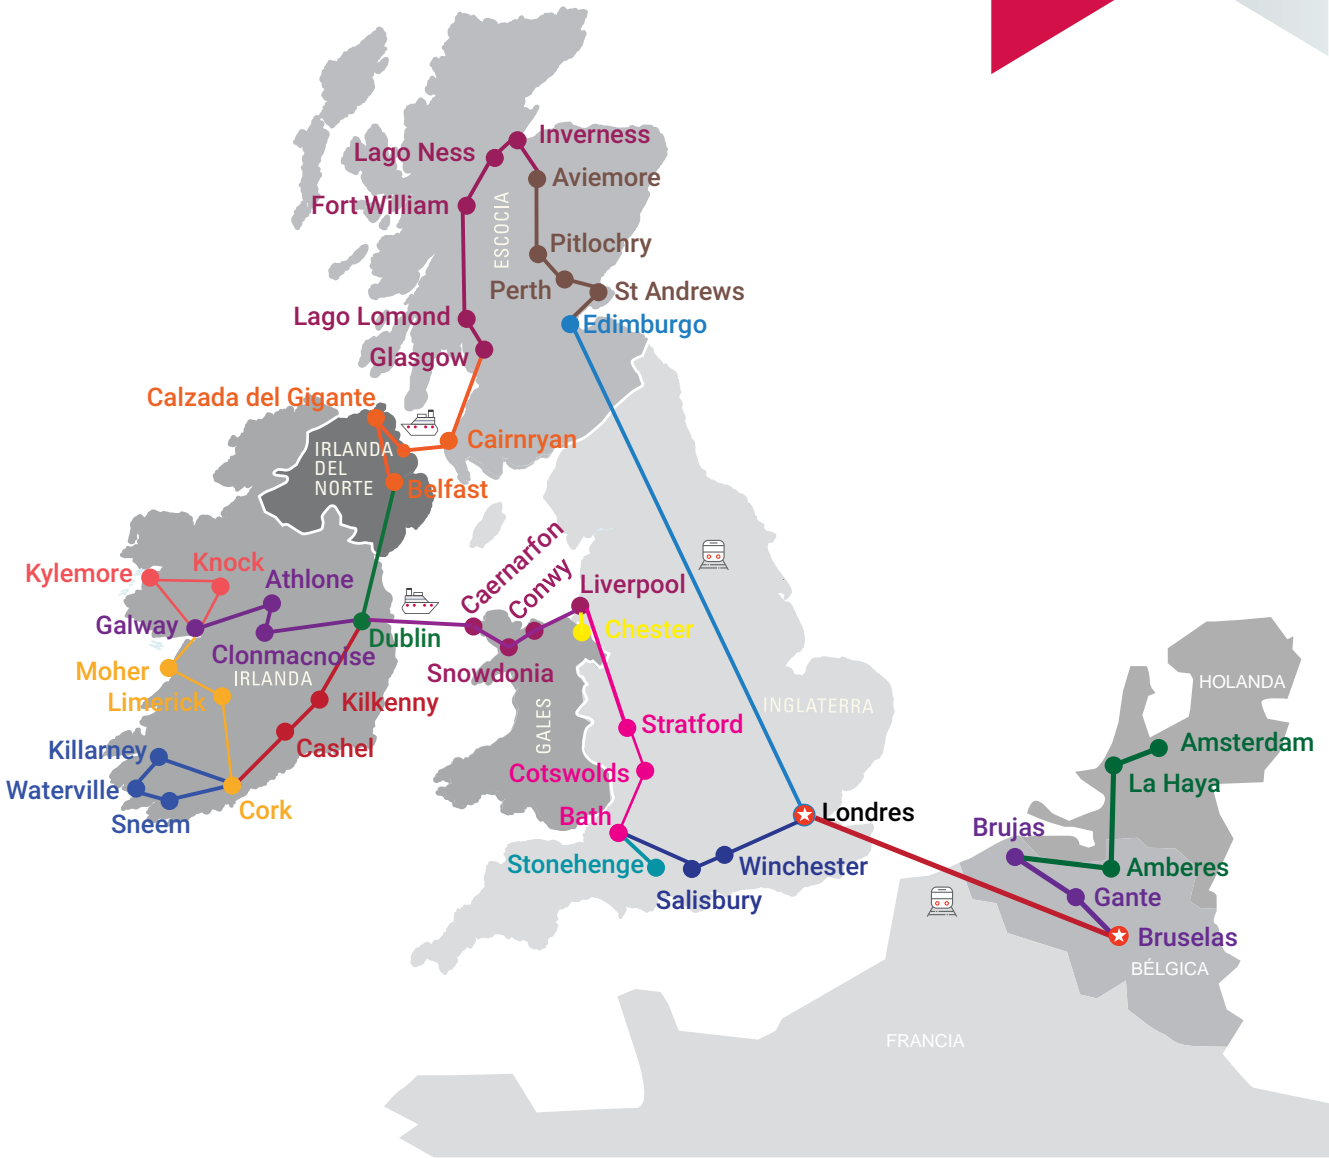 Inverness
Lago Ness
Aviemore
Fort William
ESCOCIA
Pitlochry
Perth
St Andrews
Lago Lomond
Edimburgo
Glasgow
Calzada del Gigante
Cairnryan
IRLANDA
DEL
NORTE
Belfast
Caernarfon
Conwy
Knock
Kylemore
Athlone
Liverpool
Galway
Chester
Dublin
Clonmacnoise
Moher
Snowdonia
IRLANDA
Limerick
Kilkenny
INGLATERRA
HOLANDA
GALES
Stratford
Cashel
Killarney
Amsterdam
Cotswolds
La Haya
Waterville
Cork
Sneem
Bath
Londres
Brujas
Stonehenge
Winchester
Amberes
Salisbury
Gante
Bruselas
BÉLGICA
FRANCIA